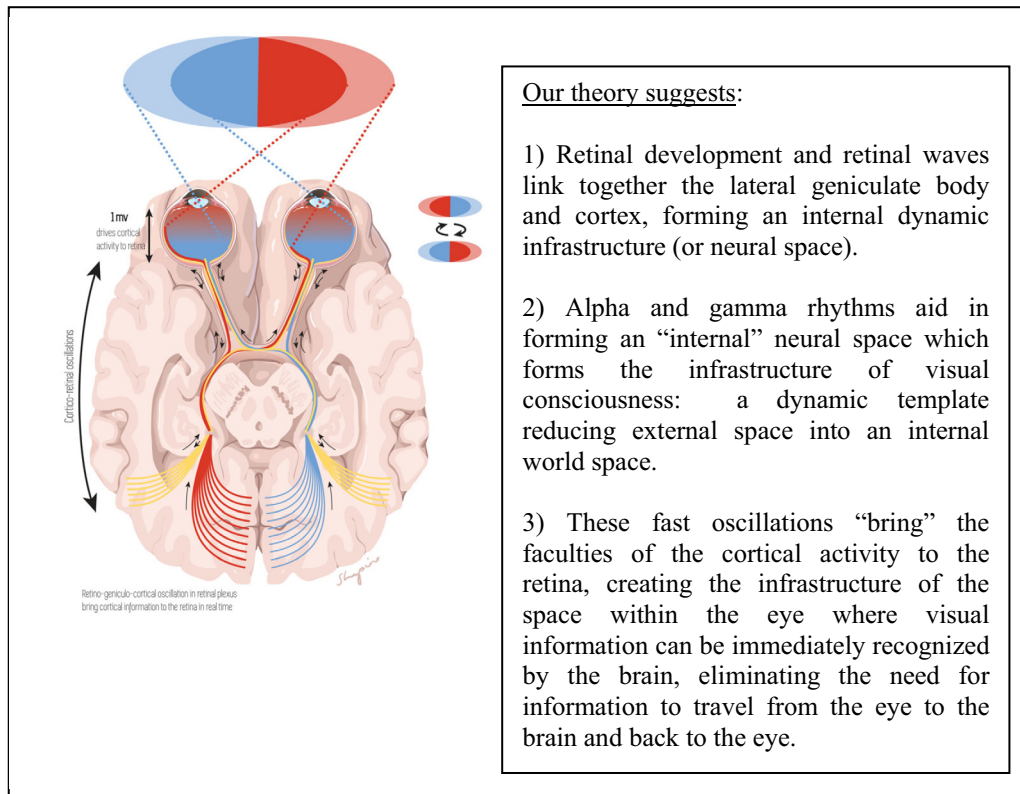 1mv
drives cortical
activity to retina
Cortico-retinal oscillations
Retino-geniculo-cortical oscillation in retinal plexus
bring cortical information to the retina in real time
Shapiro
Our theory suggests:
1) Retinal development and retinal waves
link together the lateral geniculate body
and cortex, forming an internal dynamic
infrastructure (or neural space).
2) Alpha and gamma rhythms aid in
forming an “internal” neural space which
forms the infrastructure of visual
consciousness: a dynamic template
reducing external space into an internal
world space.
3) These fast oscillations “bring” the
faculties of the cortical activity to the
retina, creating the infrastructure of the
space within the eye where visual
information can be immediately recognized
by the brain, eliminating the need for
information to travel from the eye to the
brain and back to the eye.